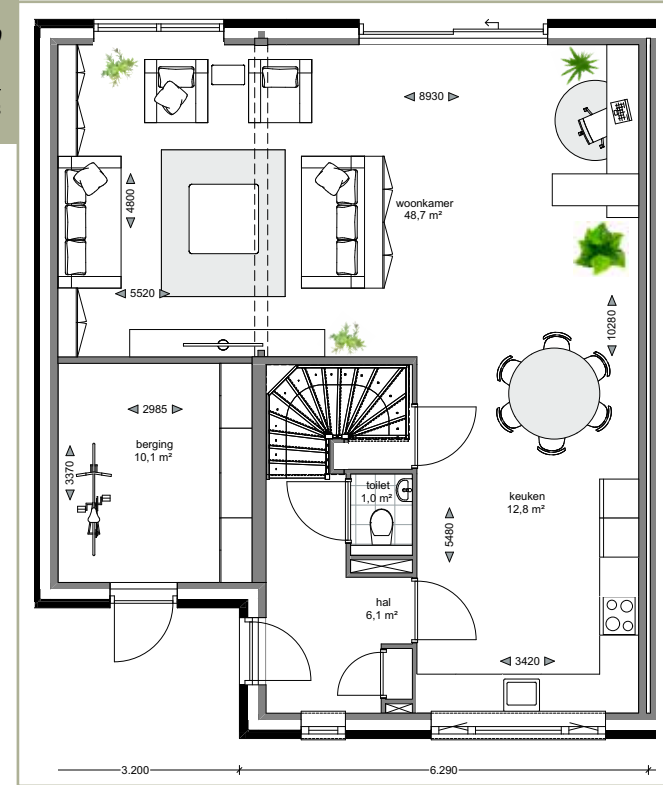 8930
woonkamer
48,7 m²
4800
5520
10280
2985
berging
10,1 m²
3370
toilet
1,0 m²
keuken
12,8 m²
5480
hal
6,1 m²
3420
3.200
6.290